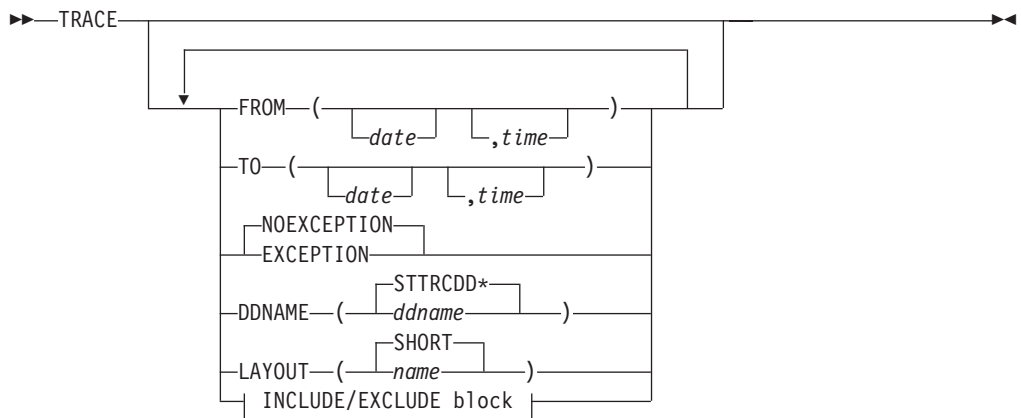 TRACE
FROM ( date ,time )
TO ( date ,time )
NOEXCEPTION
EXCEPTION
STTRCDD*
DDNAME ( ddname )
SHORT
LAYOUT ( name )
INCLUDE/EXCLUDE block